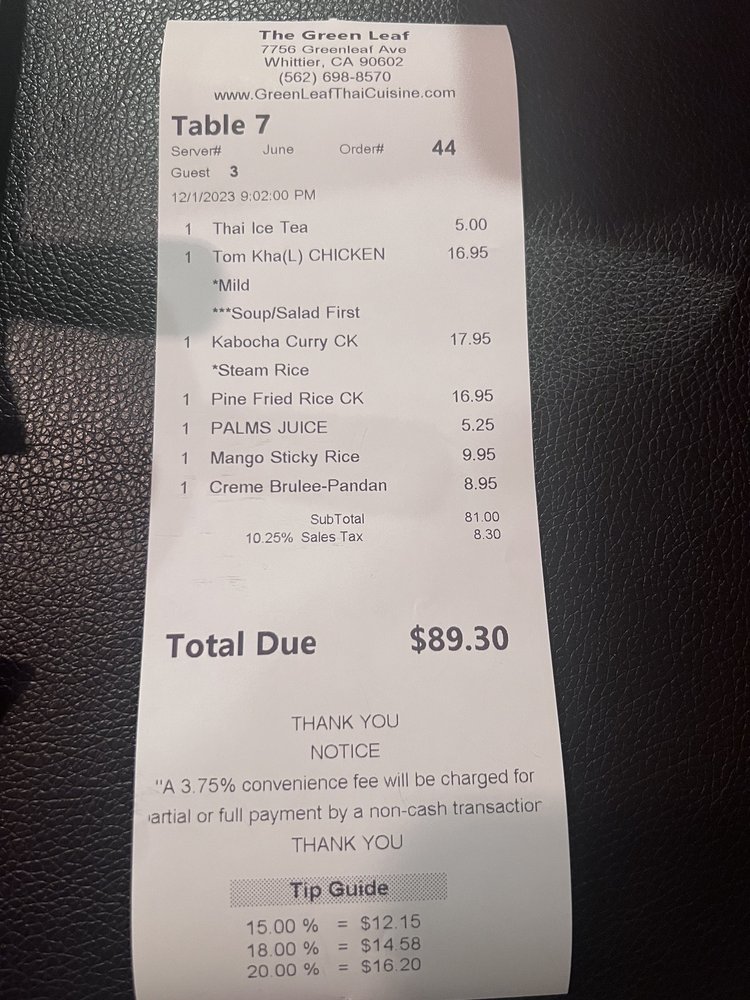 The Green Leaf
7756 Greenleaf Ave
Whittier, CA 90602
(562) 698-8570
www.GreenLeafThaiCuisine.com
Table 7
Server# June Order# 44
Guest 3
12/1/2023 9:02:00 PM
1 Thai Ice Tea 5.00
1 Tom Kha(L) CHICKEN 16.95
*Mild
***Soup/Salad First
1 Kabocha Curry CK 17.95
*Steam Rice
1 Pine Fried Rice CK 16.95
1 PALMS JUICE 5.25
1 Mango Sticky Rice 9.95
1 Creme Brulee-Pandan 8.95
SubTotal 81.00
10.25% Sales Tax 8.30
Total Due $89.30
THANK YOU
NOTICE
"A 3.75% convenience fee will be charged for
artial or full payment by a non-cash transaction
THANK YOU
Tip Guide
15.00 % = $12.15
18.00 % = $14.58
20.00 % = $16.20